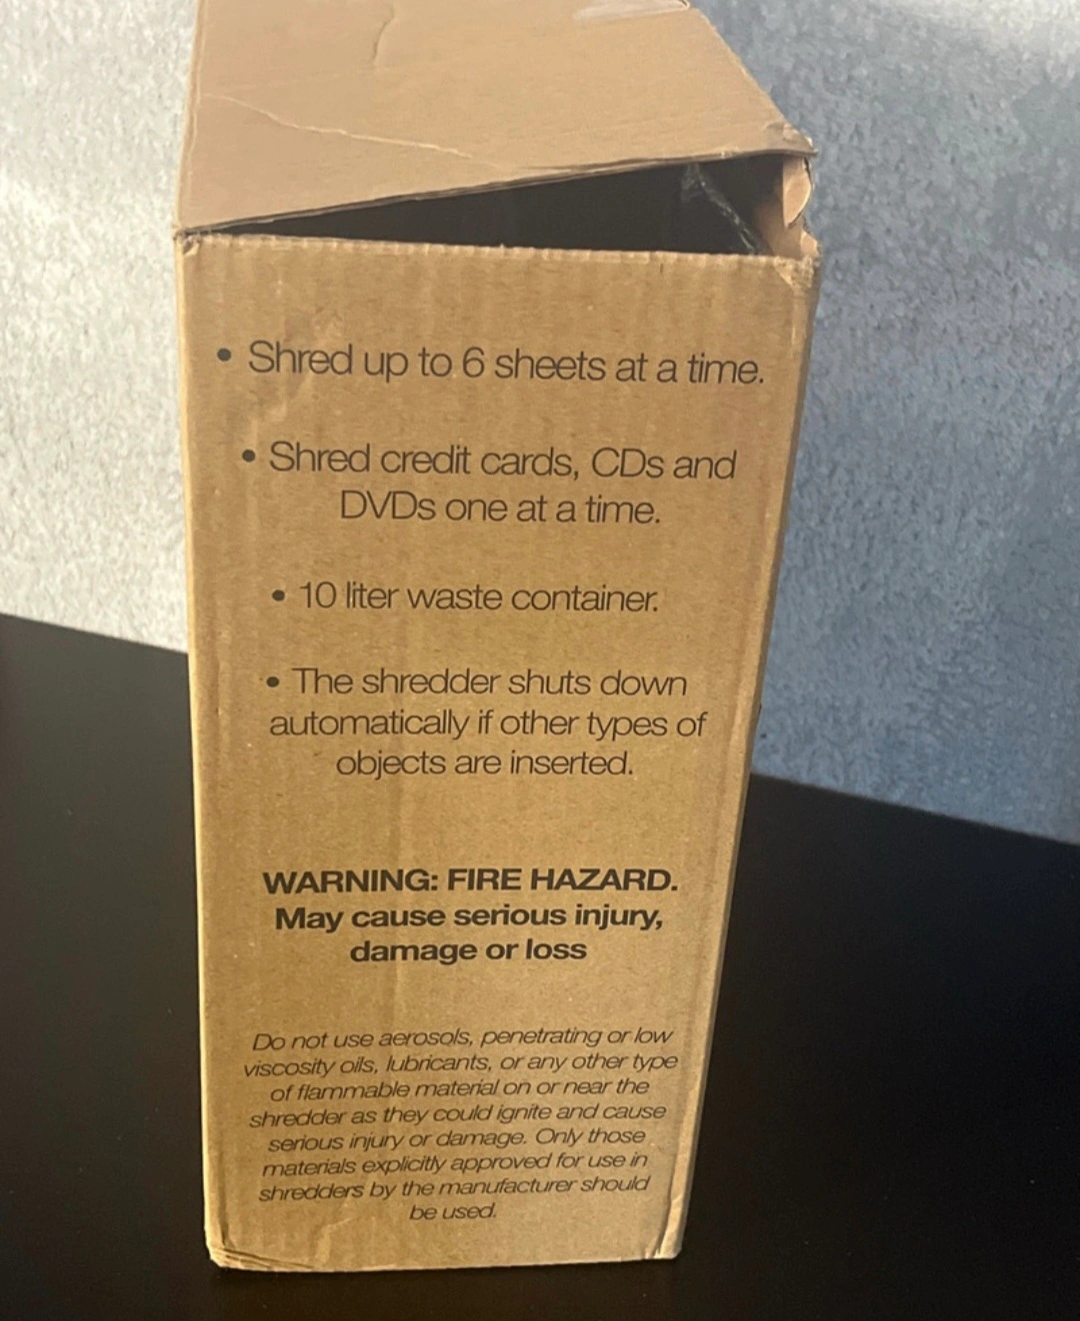 • Shred up to 6 sheets at a time.
• Shred credit cards, CDs and
DVDs one at a time.
• 10 liter waste container.
• The shredder shuts down
automatically if other types of
objects are inserted.
WARNING: FIRE HAZARD.
May cause serious injury,
damage or loss
Do not use aerosols, penetrating or low
viscosity oils, lubricants, or any other type
of flammable material on or near the
shredder as they could ignite and cause
serious injury or damage. Only those
materials explicitly approved for use in
shredders by the manufacturer should
be used.